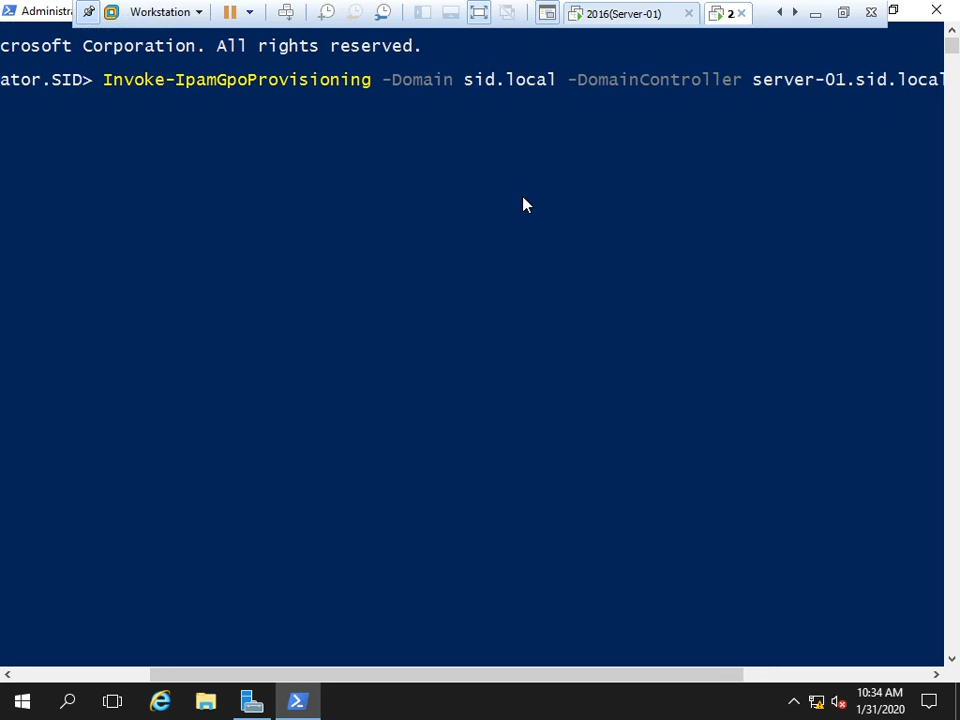 Administra
Workstation
2016(Server-01)
2
crosoft Corporation. All rights reserved.
ator.SID> Invoke-IpamGpoProvisioning -Domain sid.local -DomainController server-01.sid.local
10:34 AM
1/31/2020